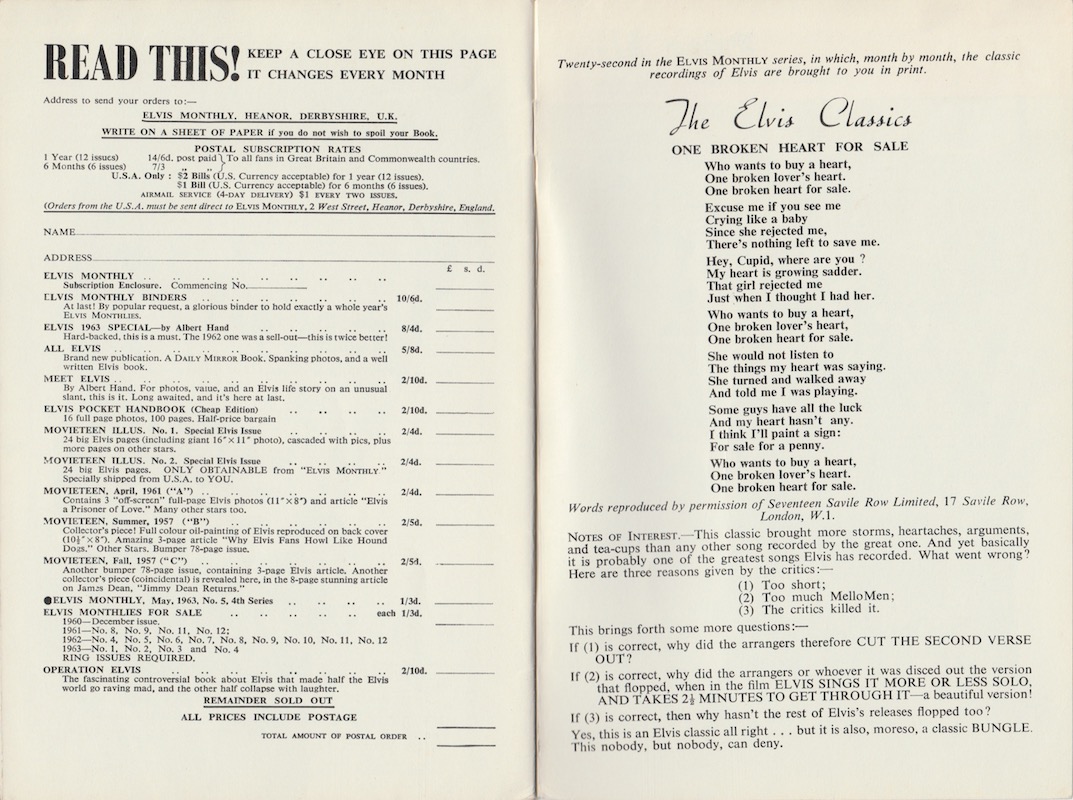 READ THIS! KEEP A CLOSE EYE ON THIS PAGE
IT CHANGES EVERY MONTH
Address to send your orders to:—
ELVIS MONTHLY, HEANOR, DERBYSHIRE, U.K.
WRITE ON A SHEET OF PAPER if you do not wish to spoil your Book.
POSTAL SUBSCRIPTION RATES
1 Year (12 issues) 14/6d. post paid } To all fans in Great Britain and Commonwealth countries.
6 Months (6 issues) 7/3 „ „ }
U.S.A. Only : $2 Bills (U.S. Currency acceptable) for 1 year (12 issues).
$1 Bill (U.S. Currency acceptable) for 6 months (6 issues).
AIRMAIL SERVICE (4-DAY DELIVERY) $1 EVERY TWO ISSUES.
(Orders from the U.S.A. must be sent direct to ELVIS MONTHLY, 2 West Street, Heanor, Derbyshire, England.
NAME
ADDRESS
£ s. d.
ELVIS MONTHLY .. .. .. .. .. .. ..
Subscription Enclosure. Commencing No.
ELVIS MONTHLY BINDERS .. .. .. .. .. 10/6d.
At last! By popular request, a glorious binder to hold exactly a whole year's
ELVIS MONTHLIES.
ELVIS 1963 SPECIAL—by Albert Hand .. .. .. .. 8/4d.
Hard-backed, this is a must. The 1962 one was a sell-out—this is twice better!
ALL ELVIS .. .. .. .. .. .. .. 5/8d.
Brand new publication. A DAILY MIRROR Book. Spanking photos, and a well
written Elvis book.
MEET ELVIS .. .. .. .. .. .. .. 2/10d.
By Albert Hand. For photos, value, and an Elvis life story on an unusual
slant, this is it. Long awaited, and it's here at last.
ELVIS POCKET HANDBOOK (Cheap Edition) .. .. .. .. 2/10d.
16 full page photos, 100 pages. Half-price bargain
MOVIETEEN ILLUS. No. 1. Special Elvis Issue .. .. .. .. 2/4d.
24 big Elvis pages (including giant 16″ × 11″ photo), cascaded with pics, plus
more pages on other stars.
MOVIETEEN ILLUS. No. 2. Special Elvis Issue .. .. .. .. 2/4d.
24 big Elvis pages. ONLY OBTAINABLE from "ELVIS MONTHLY."
Specially shipped from U.S.A. to YOU.
MOVIETEEN, April, 1961 ("A") .. .. .. .. .. 2/4d.
Contains 3 "off-screen" full-page Elvis photos (11″ × 8″) and article "Elvis
a Prisoner of Love." Many other stars too.
MOVIETEEN, Summer, 1957 ("B") .. .. .. .. .. 2/5d.
Collector's piece! Full colour oil-painting of Elvis reproduced on back cover
(10½″ × 8″). Amazing 3-page article "Why Elvis Fans Howl Like Hound
Dogs." Other Stars. Bumper 78-page issue.
MOVIETEEN, Fall, 1957 ("C") .. .. .. .. .. 2/54.
Another bumper 78-page issue, containing 3-page Elvis article. Another
collector's piece (coincidental) is revealed here, in the 8-page stunning article
on James Dean, "Jimmy Dean Returns."
●ELVIS MONTHLY, May, 1963, No. 5, 4th Series .. .. .. .. 1/3d.
ELVIS MONTHLIES FOR SALE .. .. .. .. each 1/3d.
1960—December issue.
1961—No. 8, No. 9, No. 11, No. 12;
1962—No. 4, No. 5, No. 6, No. 7, No. 8, No. 9, No. 10, No. 11, No. 12
1963—No. 1, No. 2, No. 3 and No. 4
RING ISSUES REQUIRED.
OPERATION ELVIS .. .. .. .. .. .. 2/10d.
The fascinating controversial book about Elvis that made half the Elvis
world go raving mad, and the other half collapse with laughter.
REMAINDER SOLD OUT
ALL PRICES INCLUDE POSTAGE
TOTAL AMOUNT OF POSTAL ORDER ..
Twenty-second in the ELVIS MONTHLY series, in which, month by month, the classic
recordings of Elvis are brought to you in print.
The Elvis Classics
ONE BROKEN HEART FOR SALE
Who wants to buy a heart,
One broken lover's heart.
One broken heart for sale.
Excuse me if you see me
Crying like a baby
Since she rejected me,
There's nothing left to save me.
Hey, Cupid, where are you ?
My heart is growing sadder.
That girl rejected me
Just when I thought I had her.
Who wants to buy a heart,
One broken lover's heart,
One broken heart for sale.
She would not listen to
The things my heart was saying.
She turned and walked away
And told me I was playing.
Some guys have all the luck
And my heart hasn't any.
I think I'll paint a sign:
For sale for a penny.
Who wants to buy a heart,
One broken lover's heart,
One broken heart for sale.
Words reproduced by permission of Seventeen Savile Row Limited, 17 Savile Row,
London, W.1.
NOTES OF INTEREST.—This classic brought more storms, heartaches, arguments,
and tea-cups than any other song recorded by the great one. And yet basically
it is probably one of the greatest songs Elvis has recorded. What went wrong?
Here are three reasons given by the critics:—
(1) Too short;
(2) Too much MelloMen;
(3) The critics killed it.
This brings forth some more questions:—
If (1) is correct, why did the arrangers therefore CUT THE SECOND VERSE
OUT?
If (2) is correct, why did the arrangers or whoever it was disced out the version
that flopped, when in the film ELVIS SINGS IT MORE OR LESS SOLO,
AND TAKES 2½ MINUTES TO GET THROUGH IT—a beautiful version!
If (3) is correct, then why hasn't the rest of Elvis's releases flopped too?
Yes, this is an Elvis classic all right . . . but it is also, moreso, a classic BUNGLE.
This nobody, but nobody, can deny.